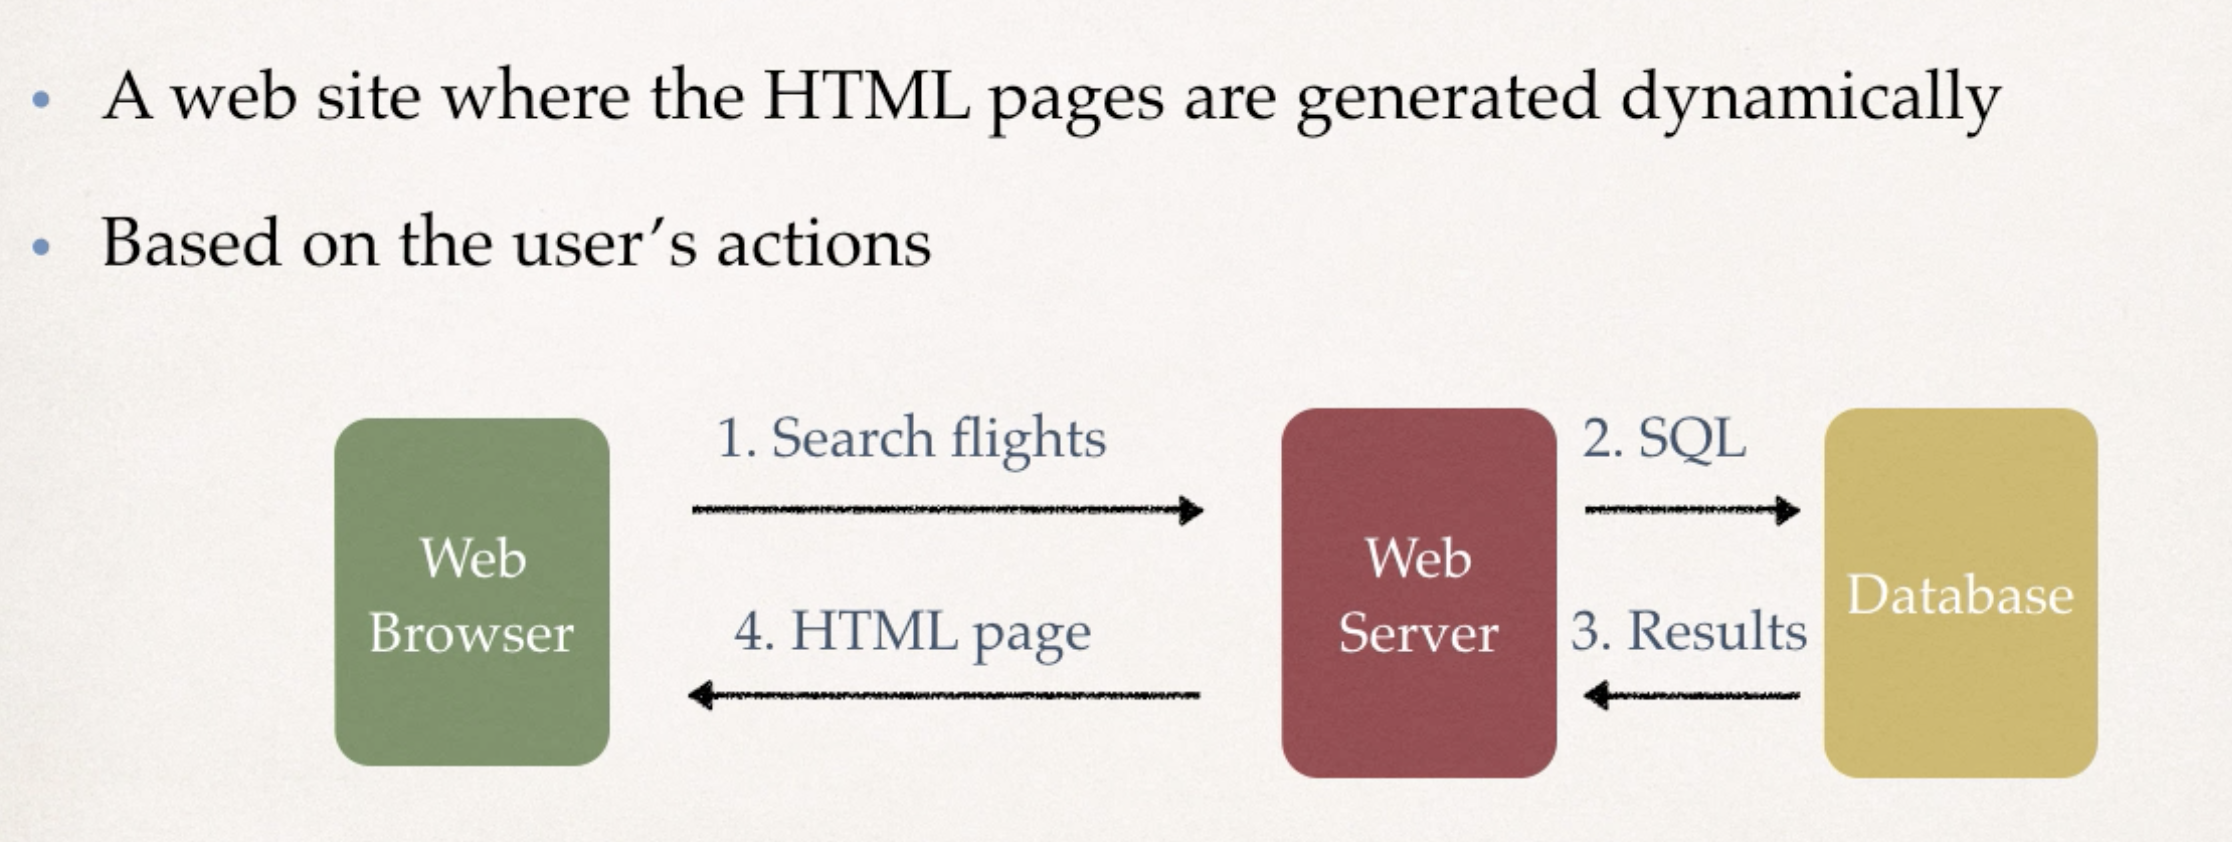 A web site where the HTML pages are generated dynamically
Based on the user’s actions
1. Search flights
2. SQL
Web
Browser
Web
Server
Database
4. HTML page
3. Results